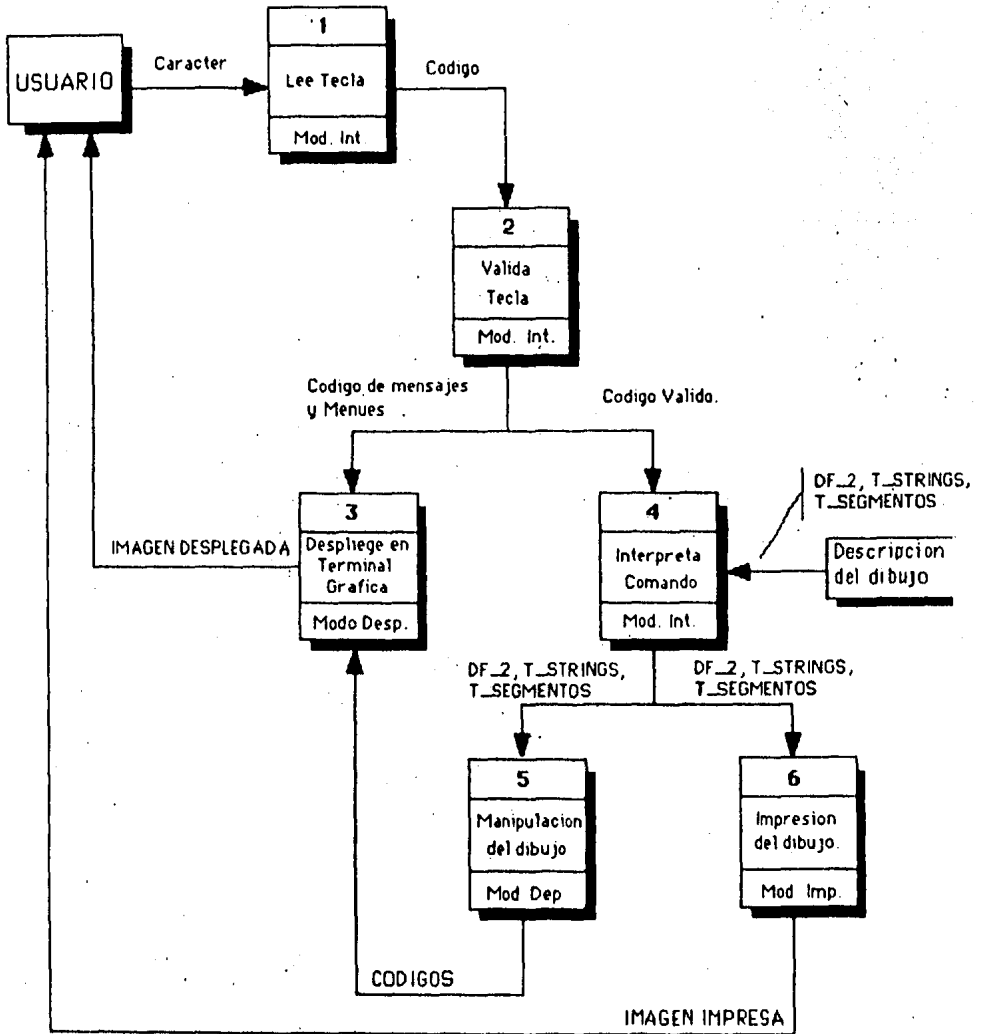 1
USUARIO
Caracter
Lee Tecla
Codigo
Mod. Int.
2
Valida
Tecla
Mod. Int.
Codigo de mensajes
y Menues
Codigo Valido.
DF_2, T_STRINGS,
T_SEGMENTOS
3
4
IMAGEN DESPLEGADA
Despliege en
Terminal
Grafica
Interpreta
Comando
Descripcion
del dibujo
Modo Desp.
Mod. Int.
DF_2, T_STRINGS,
T_SEGMENTOS
DF_2, T_STRINGS,
T_SEGMENTOS
5
6
Manipulacion
del dibujo
Impresion
del dibujo.
Mod Dep
Mod Imp.
CODIGOS
IMAGEN IMPRESA